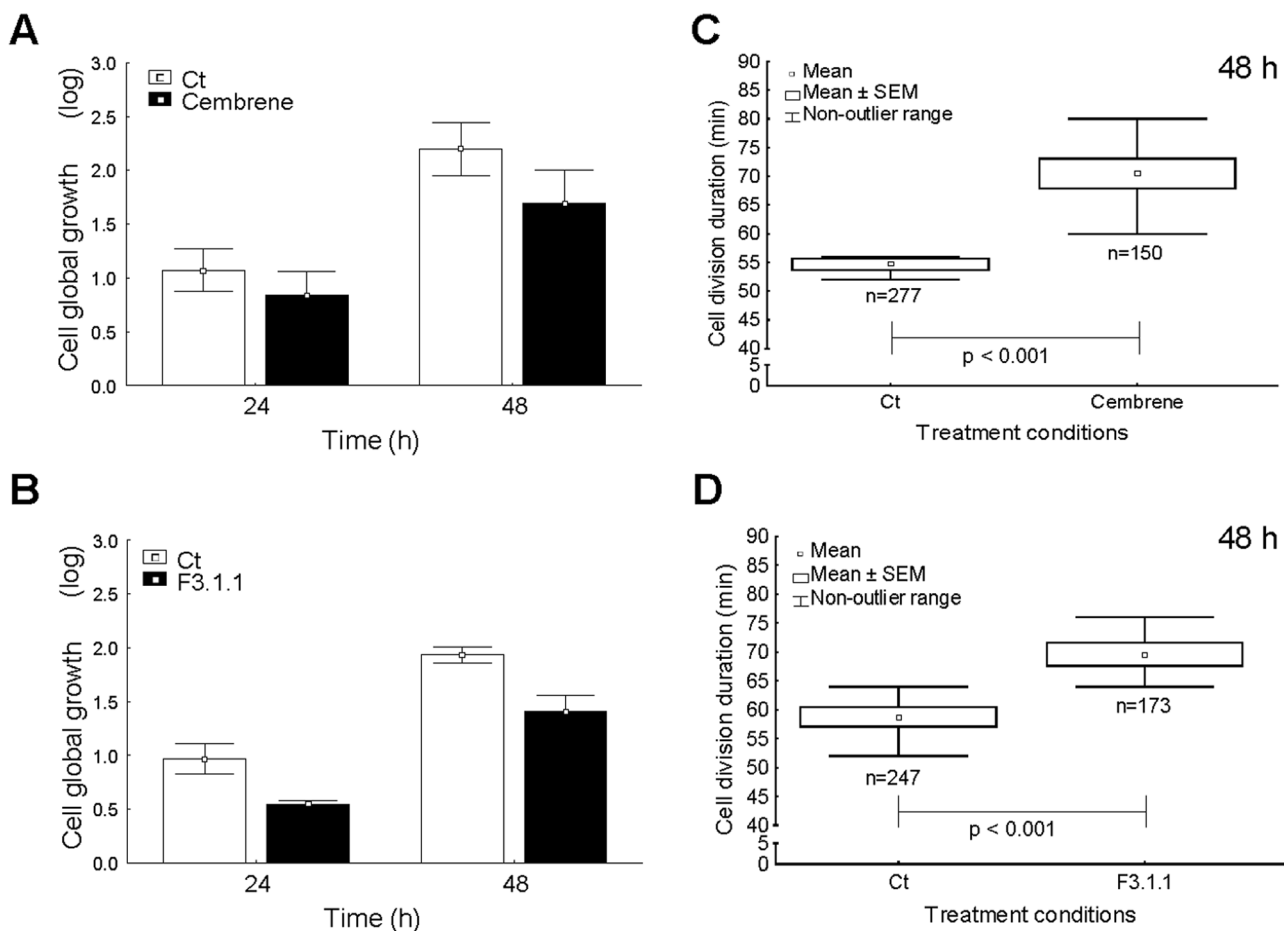 A
Cell global growth (log)
3.0
2.5
2.0
1.5
1.0
0.5
0.0
Ct
Cembrene
24 48
Time (h)
C
48 h
Cell division duration (min)
90
85
80
75
70
65
60
55
50
45
40
5
0
Mean
Mean ± SEM
Non-outlier range
n=277
n=150
p < 0.001
Ct Cembrene
Treatment conditions
B
Cell global growth (log)
3.0
2.5
2.0
1.5
1.0
0.5
0.0
Ct
F3.1.1
24 48
Time (h)
D
48 h
Cell division duration (min)
90
85
80
75
70
65
60
55
50
45
40
5
0
Mean
Mean ± SEM
Non-outlier range
n=247
n=173
p < 0.001
Ct F3.1.1
Treatment conditions